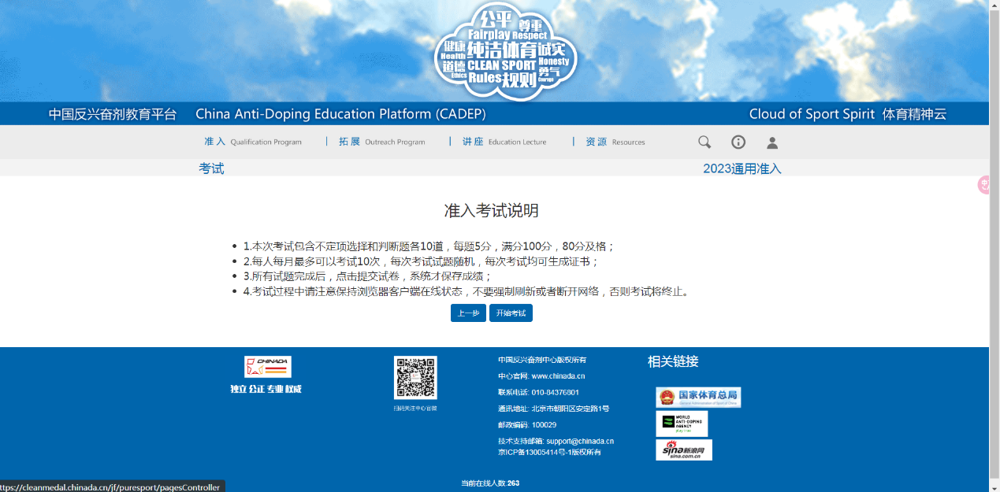 公平 尊重
Fairplay Respect
健康 纯洁体育 诚实
Health Honesty
道德 CLEAN SPORT 勇气
Ethics Rules 规则 Courage
中国反兴奋剂教育平台 China Anti-Doping Education Platform (CADEP) Cloud of Sport Spirit 体育精神云
准入 Qualification Program | 拓展 Outreach Program | 讲座 Education Lecture | 资源 Resources
考试 2023通用准入
准入考试说明
• 1.本次考试包含不定项选择和判断题各10道，每题5分，满分100分，80分及格；
• 2.每人每月最多可以考试10次，每次考试试题随机，每次考试均可生成证书；
• 3.所有试题完成后，点击提交试卷，系统才保存成绩；
• 4.考试过程中请注意保持浏览器客户端在线状态，不要强制刷新或者断开网络，否则考试将终止。
上一步 开始考试
CHINADA
独立 公正 专业 权威
扫码关注中心官微
中国反兴奋剂中心版权所有
中心官网: www.chinada.cn
联系电话: 010-84376801
通讯地址: 北京市朝阳区安定路1号
邮政编码: 100029
技术支持邮箱: support@chinada.cn
京ICP备13005414号-1版权所有
相关链接
国家体育总局
General Administration of Sport of China
WORLD
ANTI-DOPING
AGENCY
play true
sina新浪网
sina.com.cn
当前在线人数:263
ttps://cleanmedal.chinada.cn/jf/puresport/pagesController